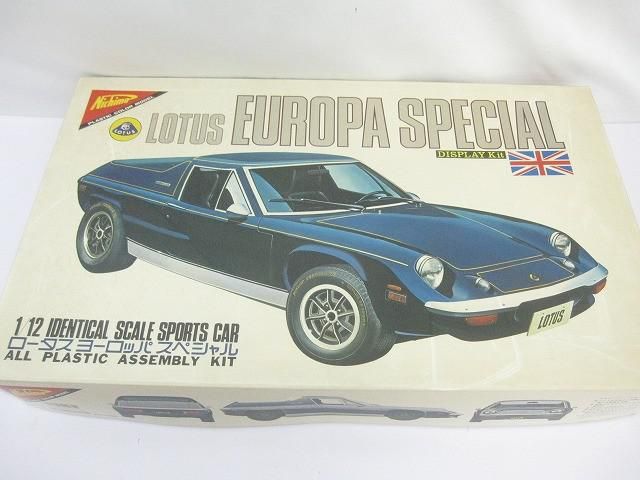 Nichimo
PLASTIC COLOR MODEL
LOTUS
LOTUS EUROPA SPECIAL
DISPLAY Kit
LOTUS
1/12 IDENTICAL SCALE SPORTS CAR
ロータス ヨーロッパ スペシャル
ALL PLASTIC ASSEMBLY KIT